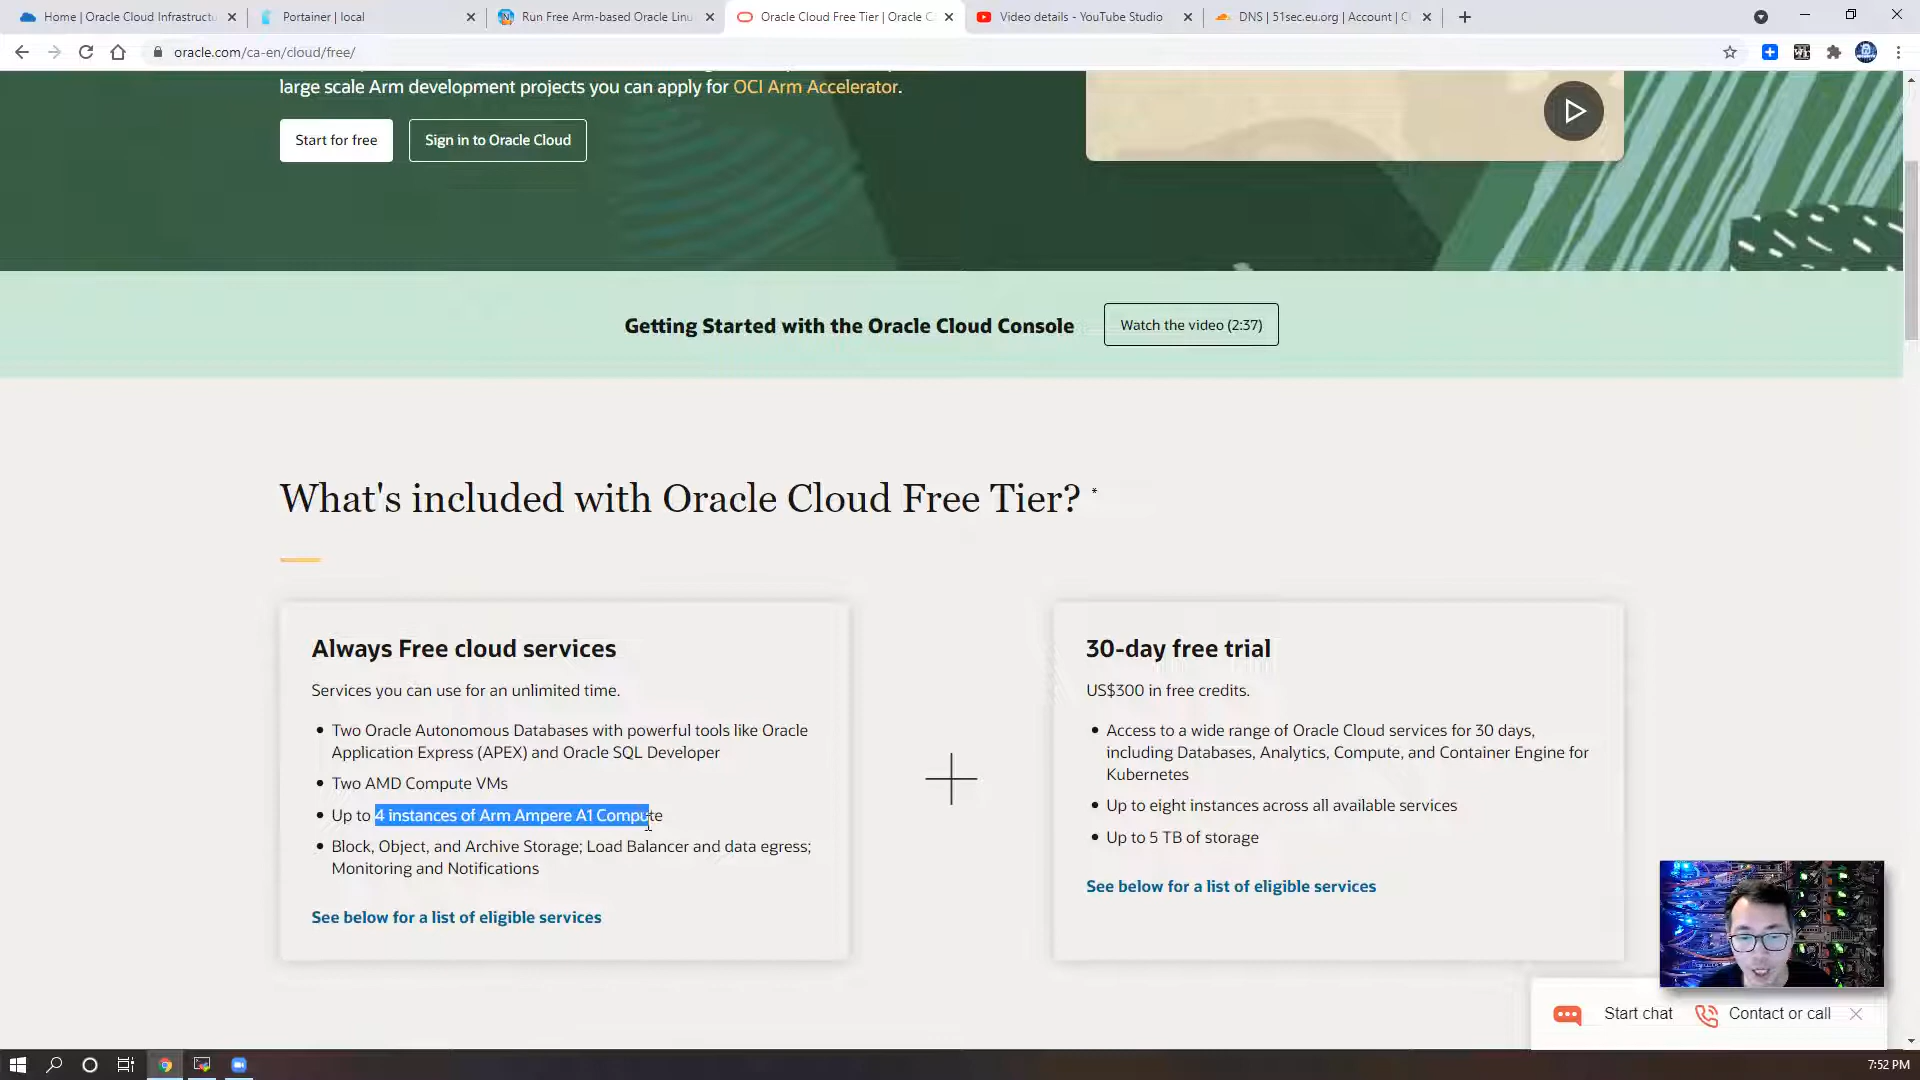 Home | Oracle Cloud Infrastructu
Portainer | local
Run Free Arm-based Oracle Linu
Oracle Cloud Free Tier | Oracle C
Video details - YouTube Studio
DNS | 51sec.eu.org | Account | Cl
oracle.com/ca-en/cloud/free/
large scale Arm development projects you can apply for OCI Arm Accelerator.
Start for free
Sign in to Oracle Cloud
Getting Started with the Oracle Cloud Console
Watch the video (2:37)
What's included with Oracle Cloud Free Tier? *
Always Free cloud services
Services you can use for an unlimited time.
• Two Oracle Autonomous Databases with powerful tools like Oracle
Application Express (APEX) and Oracle SQL Developer
• Two AMD Compute VMs
• Up to 4 instances of Arm Ampere A1 Compute
• Block, Object, and Archive Storage; Load Balancer and data egress;
Monitoring and Notifications
See below for a list of eligible services
30-day free trial
US$300 in free credits.
• Access to a wide range of Oracle Cloud services for 30 days,
including Databases, Analytics, Compute, and Container Engine for
Kubernetes
• Up to eight instances across all available services
• Up to 5 TB of storage
See below for a list of eligible services
Start chat
Contact or call
7:52 PM